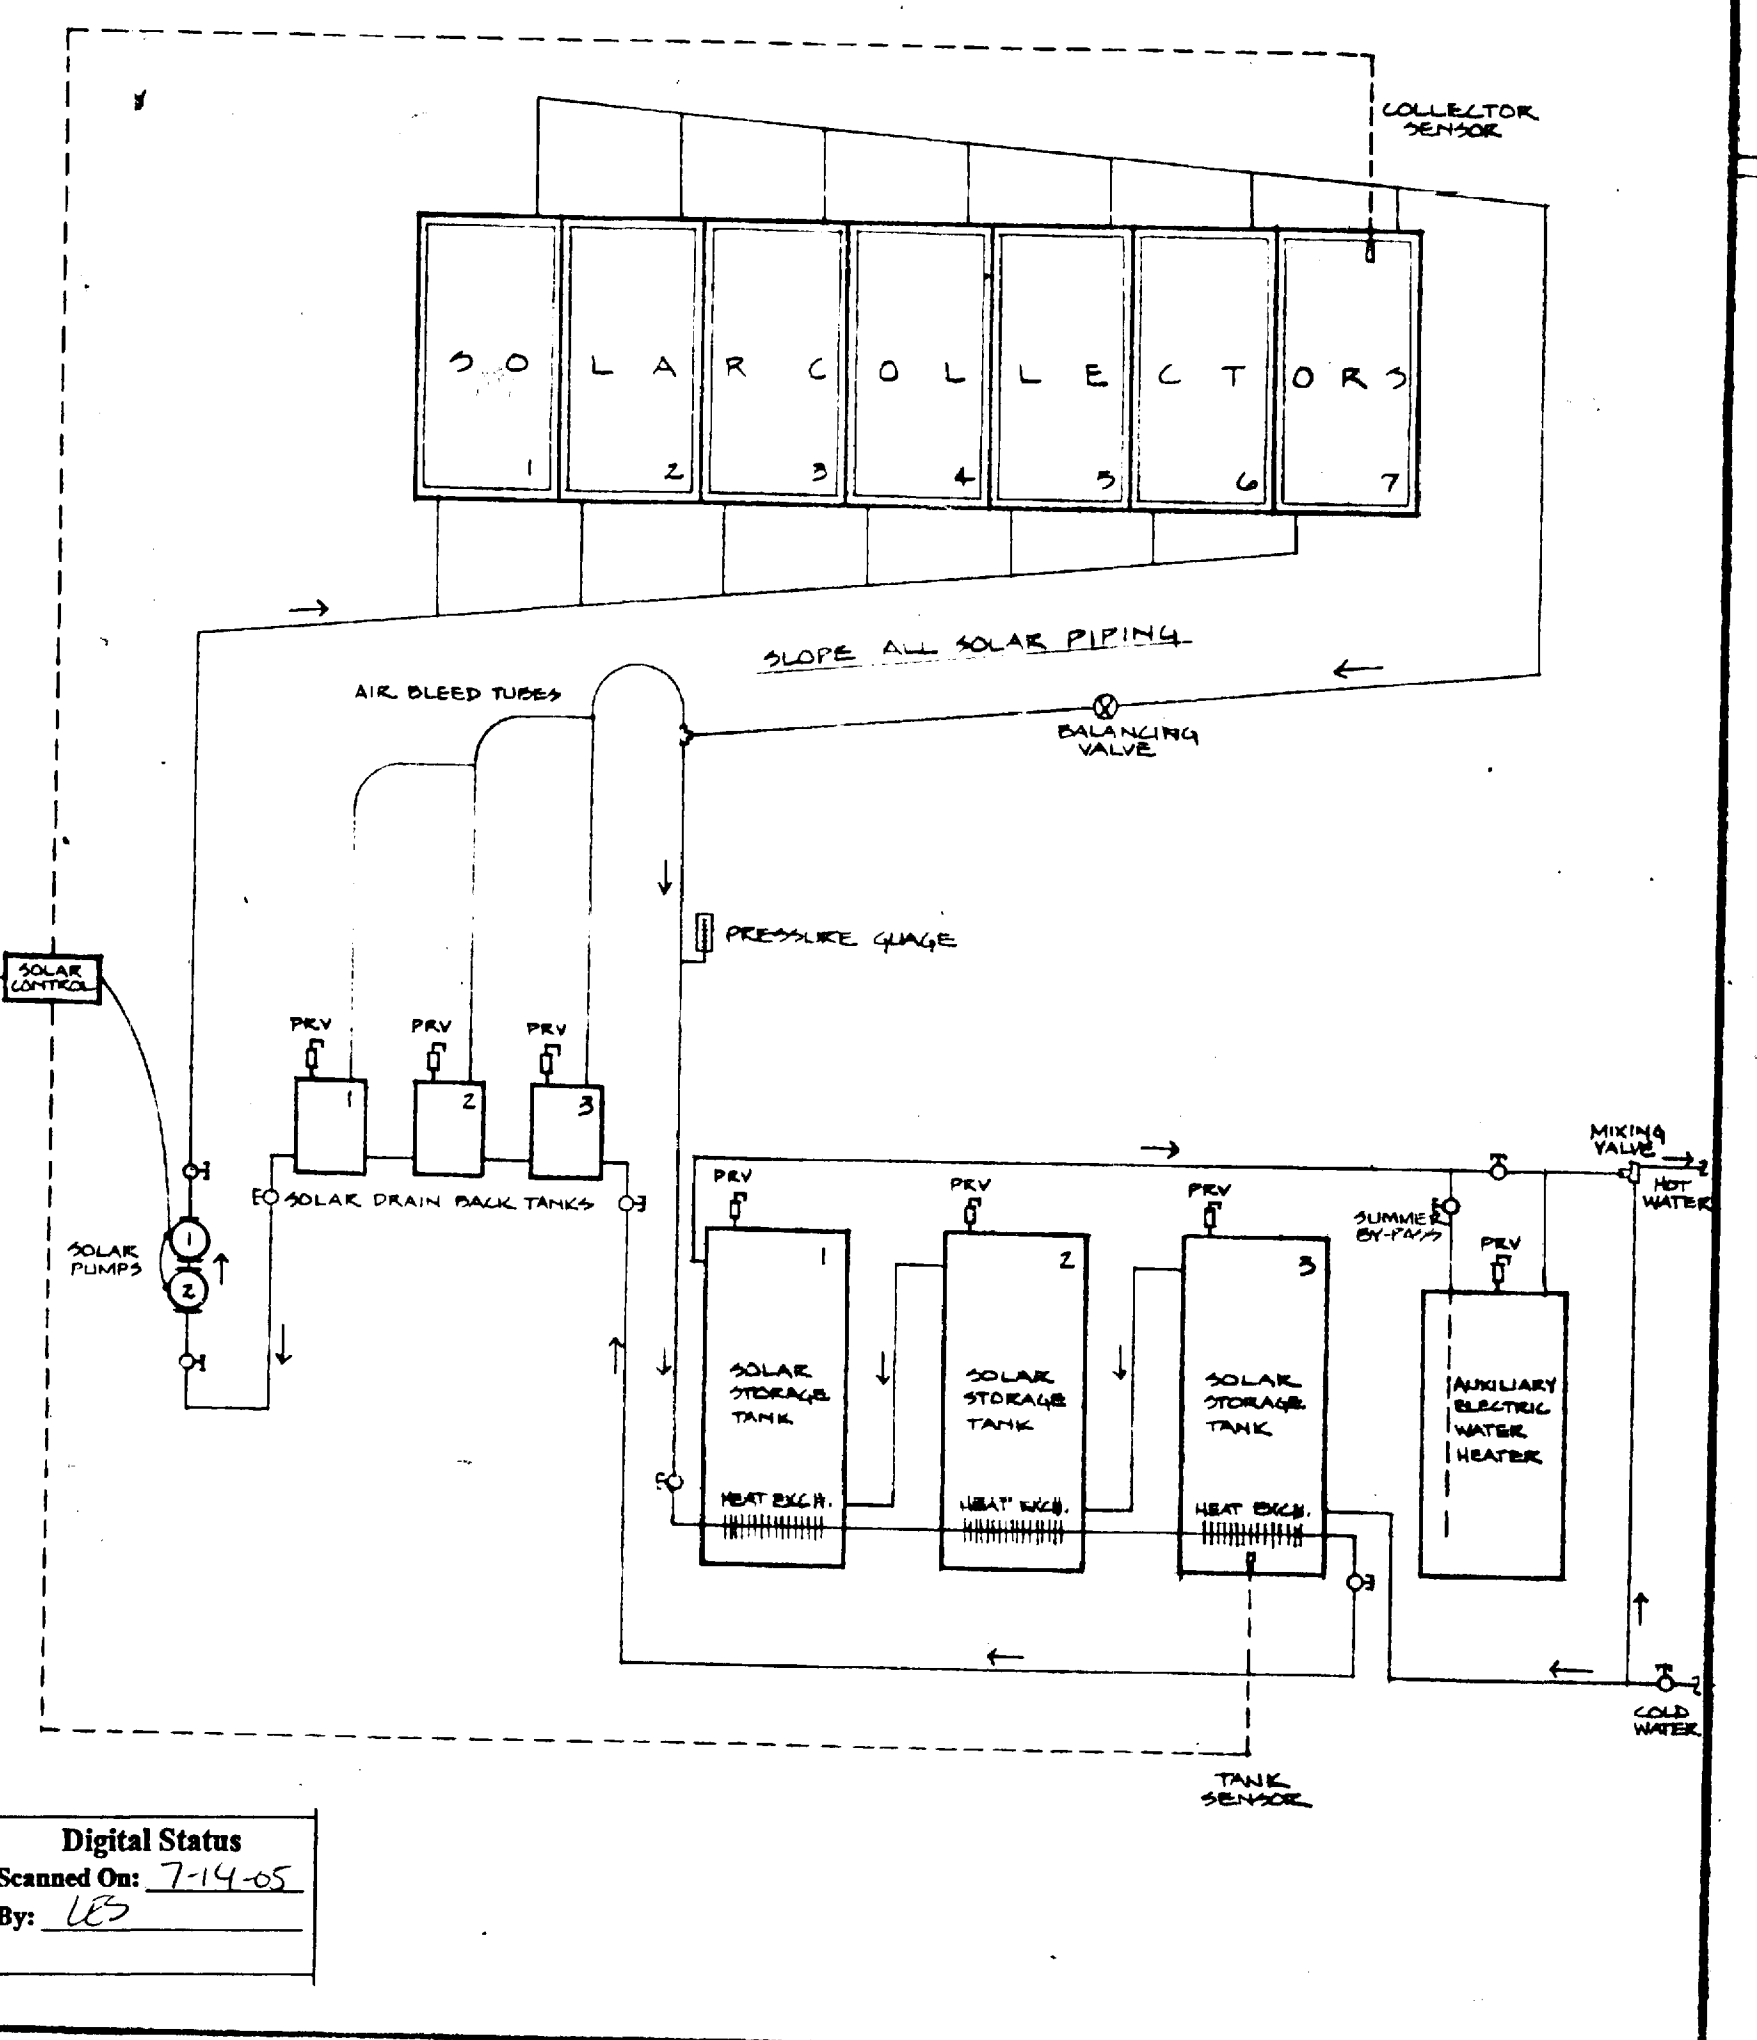 COLLECTOR
SENSOR
SOLAR COLLECTORS
1
2
3
4
5
6
7
SLOPE ALL SOLAR PIPING
AIR BLEED TUBES
BALANCING
VALVE
PRESSURE GUAGE
SOLAR
CONTROL
PRV
PRV
PRV
1
2
3
SOLAR DRAIN BACK TANKS
SOLAR
PUMPS
1
2
MIXING
VALVE
HOT
WATER
PRV
PRV
PRV
SUMMER
BY-PASS
PRV
1
2
3
SOLAR
STORAGE
TANK
HEAT EXCH.
SOLAR
STORAGE
TANK
HEAT EXCH.
SOLAR
STORAGE
TANK
HEAT EXCH.
AUXILIARY
ELECTRIC
WATER
HEATER
COLD
WATER
TANK
SENSOR
Digital Status
Scanned On: 7-14-05
By: LES